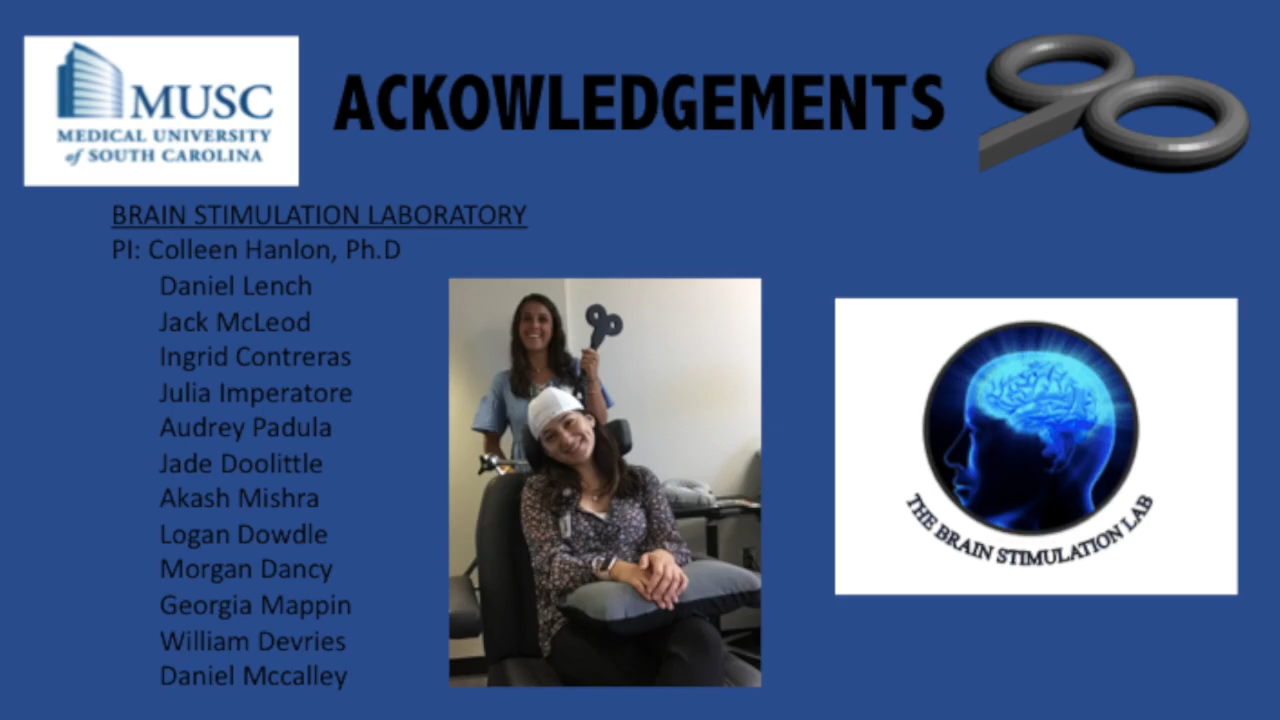 MUSC
MEDICAL UNIVERSITY
of SOUTH CAROLINA
ACKOWLEDGEMENTS
BRAIN STIMULATION LABORATORY
PI: Colleen Hanlon, Ph.D
Daniel Lench
Jack McLeod
Ingrid Contreras
Julia Imperatore
Audrey Padula
Jade Doolittle
Akash Mishra
Logan Dowdle
Morgan Dancy
Georgia Mappin
William Devries
Daniel Mccalley
THE BRAIN STIMULATION LAB